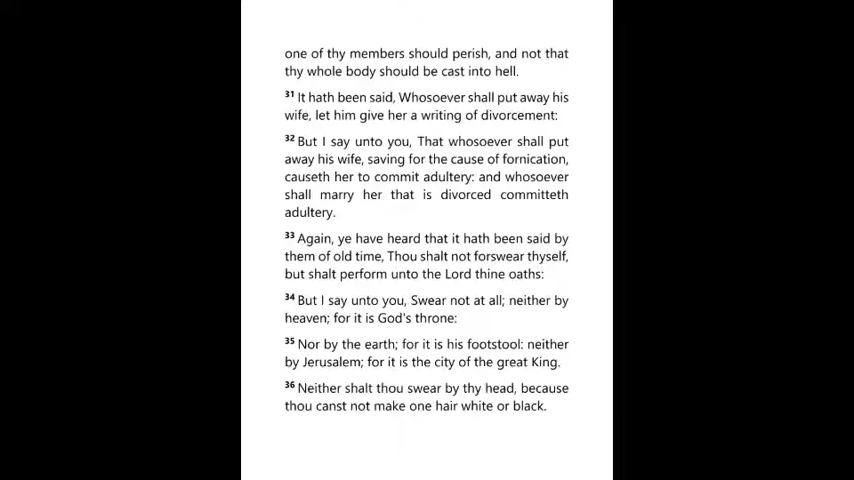 one of thy members should perish, and not that
thy whole body should be cast into hell.
31 It hath been said, Whosoever shall put away his
wife, let him give her a writing of divorcement:
32 But I say unto you, That whosoever shall put
away his wife, saving for the cause of fornication,
causeth her to commit adultery: and whosoever
shall marry her that is divorced committeth
adultery.
33 Again, ye have heard that it hath been said by
them of old time, Thou shalt not forswear thyself,
but shalt perform unto the Lord thine oaths:
34 But I say unto you, Swear not at all; neither by
heaven; for it is God's throne:
35 Nor by the earth; for it is his footstool: neither
by Jerusalem; for it is the city of the great King.
36 Neither shalt thou swear by thy head, because
thou canst not make one hair white or black.